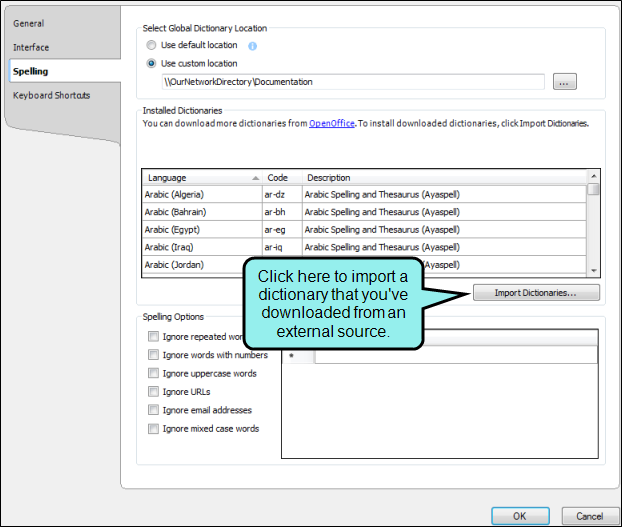 General
Interface
Spelling
Keyboard Shortcuts
Select Global Dictionary Location
Use default location
Use custom location
\\OurNetworkDirectory\Documentation
...
Installed Dictionaries
You can download more dictionaries from OpenOffice. To install downloaded dictionaries, click Import Dictionaries.
Language Code Description
Arabic (Algeria) ar-dz Arabic Spelling and Thesaurus (Ayaspell)
Arabic (Bahrain) ar-bh Arabic Spelling and Thesaurus (Ayaspell)
Arabic (Egypt) ar-eg Arabic Spelling and Thesaurus (Ayaspell)
Arabic (Iraq) ar-iq Arabic Spelling and Thesaurus (Ayaspell)
Arabic (Jordan) Arabic Spelling and Thesaurus (Ayaspell)
Click here to import a
dictionary that you've
downloaded from an
external source.
Import Dictionaries...
Spelling Options
Ignore repeated
Ignore words with numbers
Ignore uppercase words
Ignore URLs
Ignore email addresses
Ignore mixed case words
OK Cancel